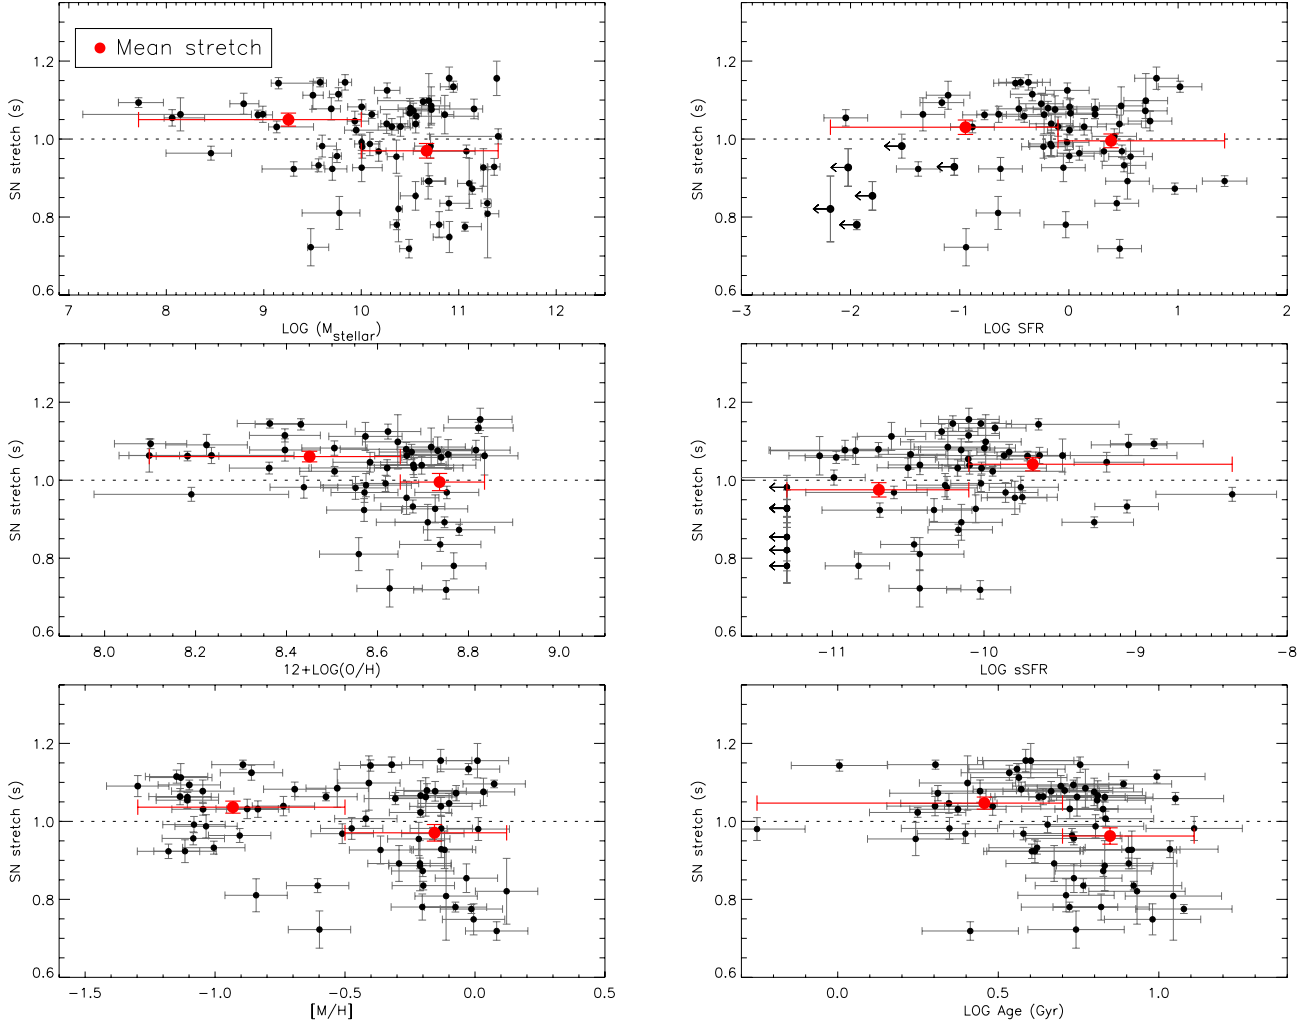 Mean stretch
SN stretch (s)
1.2
1.0
0.8
0.6
7 8 9 10 11 12
LOG (M_stellar)
SN stretch (s)
1.2
1.0
0.8
0.6
−3 −2 −1 0 1 2
LOG SFR
SN stretch (s)
1.2
1.0
0.8
0.6
8.0 8.2 8.4 8.6 8.8 9.0
12+LOG(O/H)
SN stretch (s)
1.2
1.0
0.8
0.6
−11 −10 −9 −8
LOG sSFR
SN stretch (s)
1.2
1.0
0.8
0.6
−1.5 −1.0 −0.5 0.0 0.5
[M/H]
SN stretch (s)
1.2
1.0
0.8
0.6
0.0 0.5 1.0
LOG Age (Gyr)